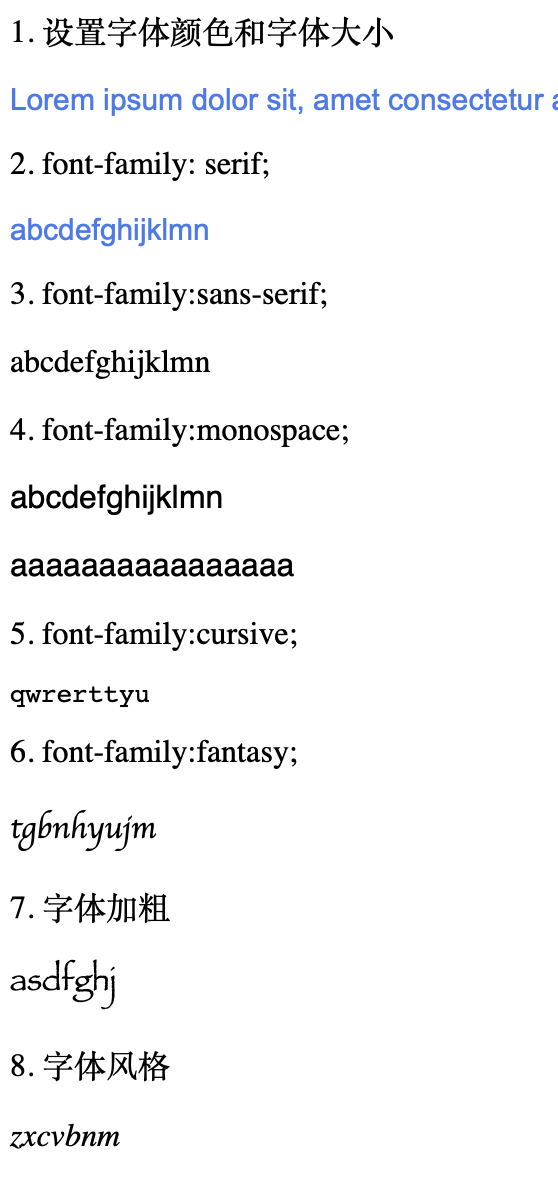 1. 设置字体颜色和字体大小
Lorem ipsum dolor sit, amet consectetur a
2. font-family: serif;
abcdefghijklmn
3. font-family:sans-serif;
abcdefghijklmn
4. font-family:monospace;
abcdefghijklmn
aaaaaaaaaaaaaaaa
5. font-family:cursive;
qwrerttyu
6. font-family:fantasy;
tgbnhyujm
7. 字体加粗
asdfghj
8. 字体风格
zxcvbnm